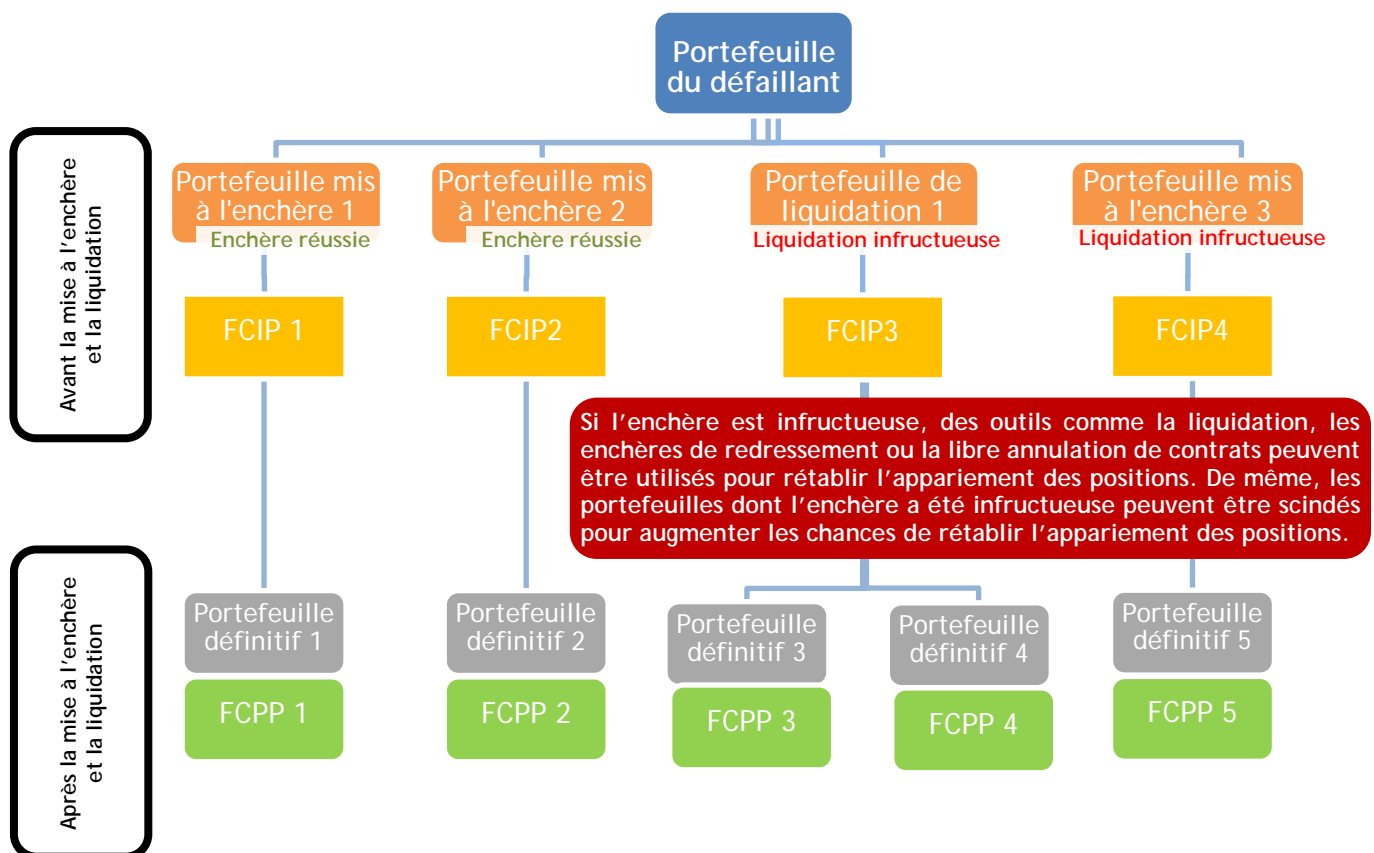 Portefeuille
du défaillant
Avant la mise à l'enchère
et la liquidation
Portefeuille mis
à l'enchère 1
Enchère réussie
Portefeuille mis
à l'enchère 2
Enchère réussie
Portefeuille de
liquidation 1
Liquidation infructueuse
Portefeuille mis
à l'enchère 3
Liquidation infructueuse
FCIP 1
FCIP2
FCIP3
FCIP4
Si l'enchère est infructueuse, des outils comme la liquidation, les
enchères de redressement ou la libre annulation de contrats peuvent
être utilisés pour rétablir l'appariement des positions. De même, les
portefeuilles dont l'enchère a été infructueuse peuvent être scindés
pour augmenter les chances de rétablir l'appariement des positions.
Après la mise à l'enchère
et la liquidation
Portefeuille
définitif 1
Portefeuille
définitif 2
Portefeuille
définitif 3
Portefeuille
définitif 4
Portefeuille
définitif 5
FCPP 1
FCPP 2
FCPP 3
FCPP 4
FCPP 5